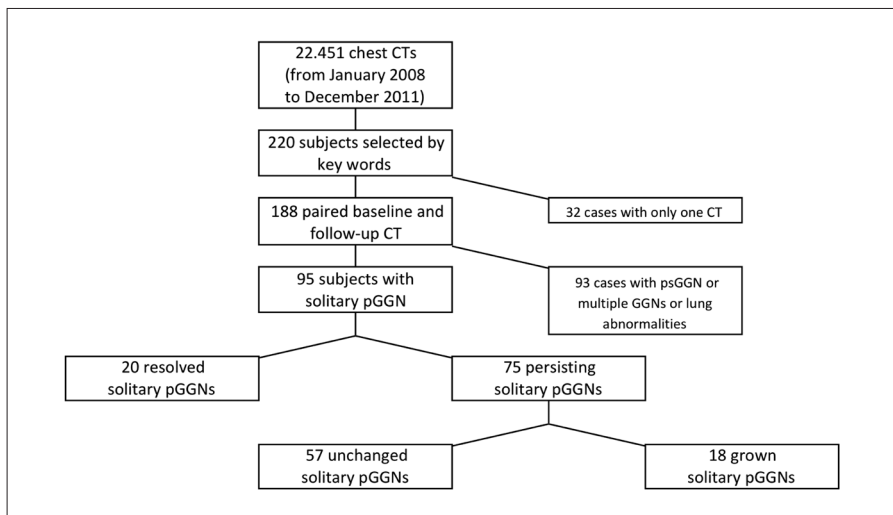 22.451 chest CTs
(from January 2008
to December 2011)
220 subjects selected by
key words
32 cases with only one CT
188 paired baseline and
follow-up CT
95 subjects with
solitary pGGN
93 cases with psGGN or
multiple GGNs or lung
abnormalities
20 resolved
solitary pGGNs
75 persisting
solitary pGGNs
57 unchanged
solitary pGGNs
18 grown
solitary pGGNs